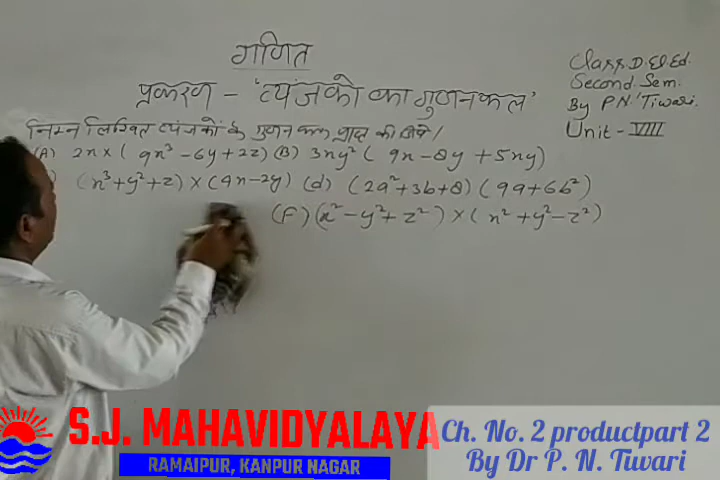 गणित
प्रकरण - 'व्यंजको का गुणनफल'
Class D.El.Ed.
Second Sem.
By P.N. Tiwari
Unit - VIII
निम्न लिखित व्यंजकों के गुणन फल प्राप्त कीजिये।
(A) 2x × (9x³ - 6y + 2z) (B) 3xy² (9x - 8y + 5xy)
(x³ + y² + z) × (4x - 2y) (d) (2a² + 3b + 8) (9a + 6b²)
(F) (x² - y² + z²) × (x² + y² - z²)
S.J. MAHAVIDYALAYA
RAMAIPUR, KANPUR NAGAR
Ch. No. 2 productpart 2
By Dr P. N. Tiwari